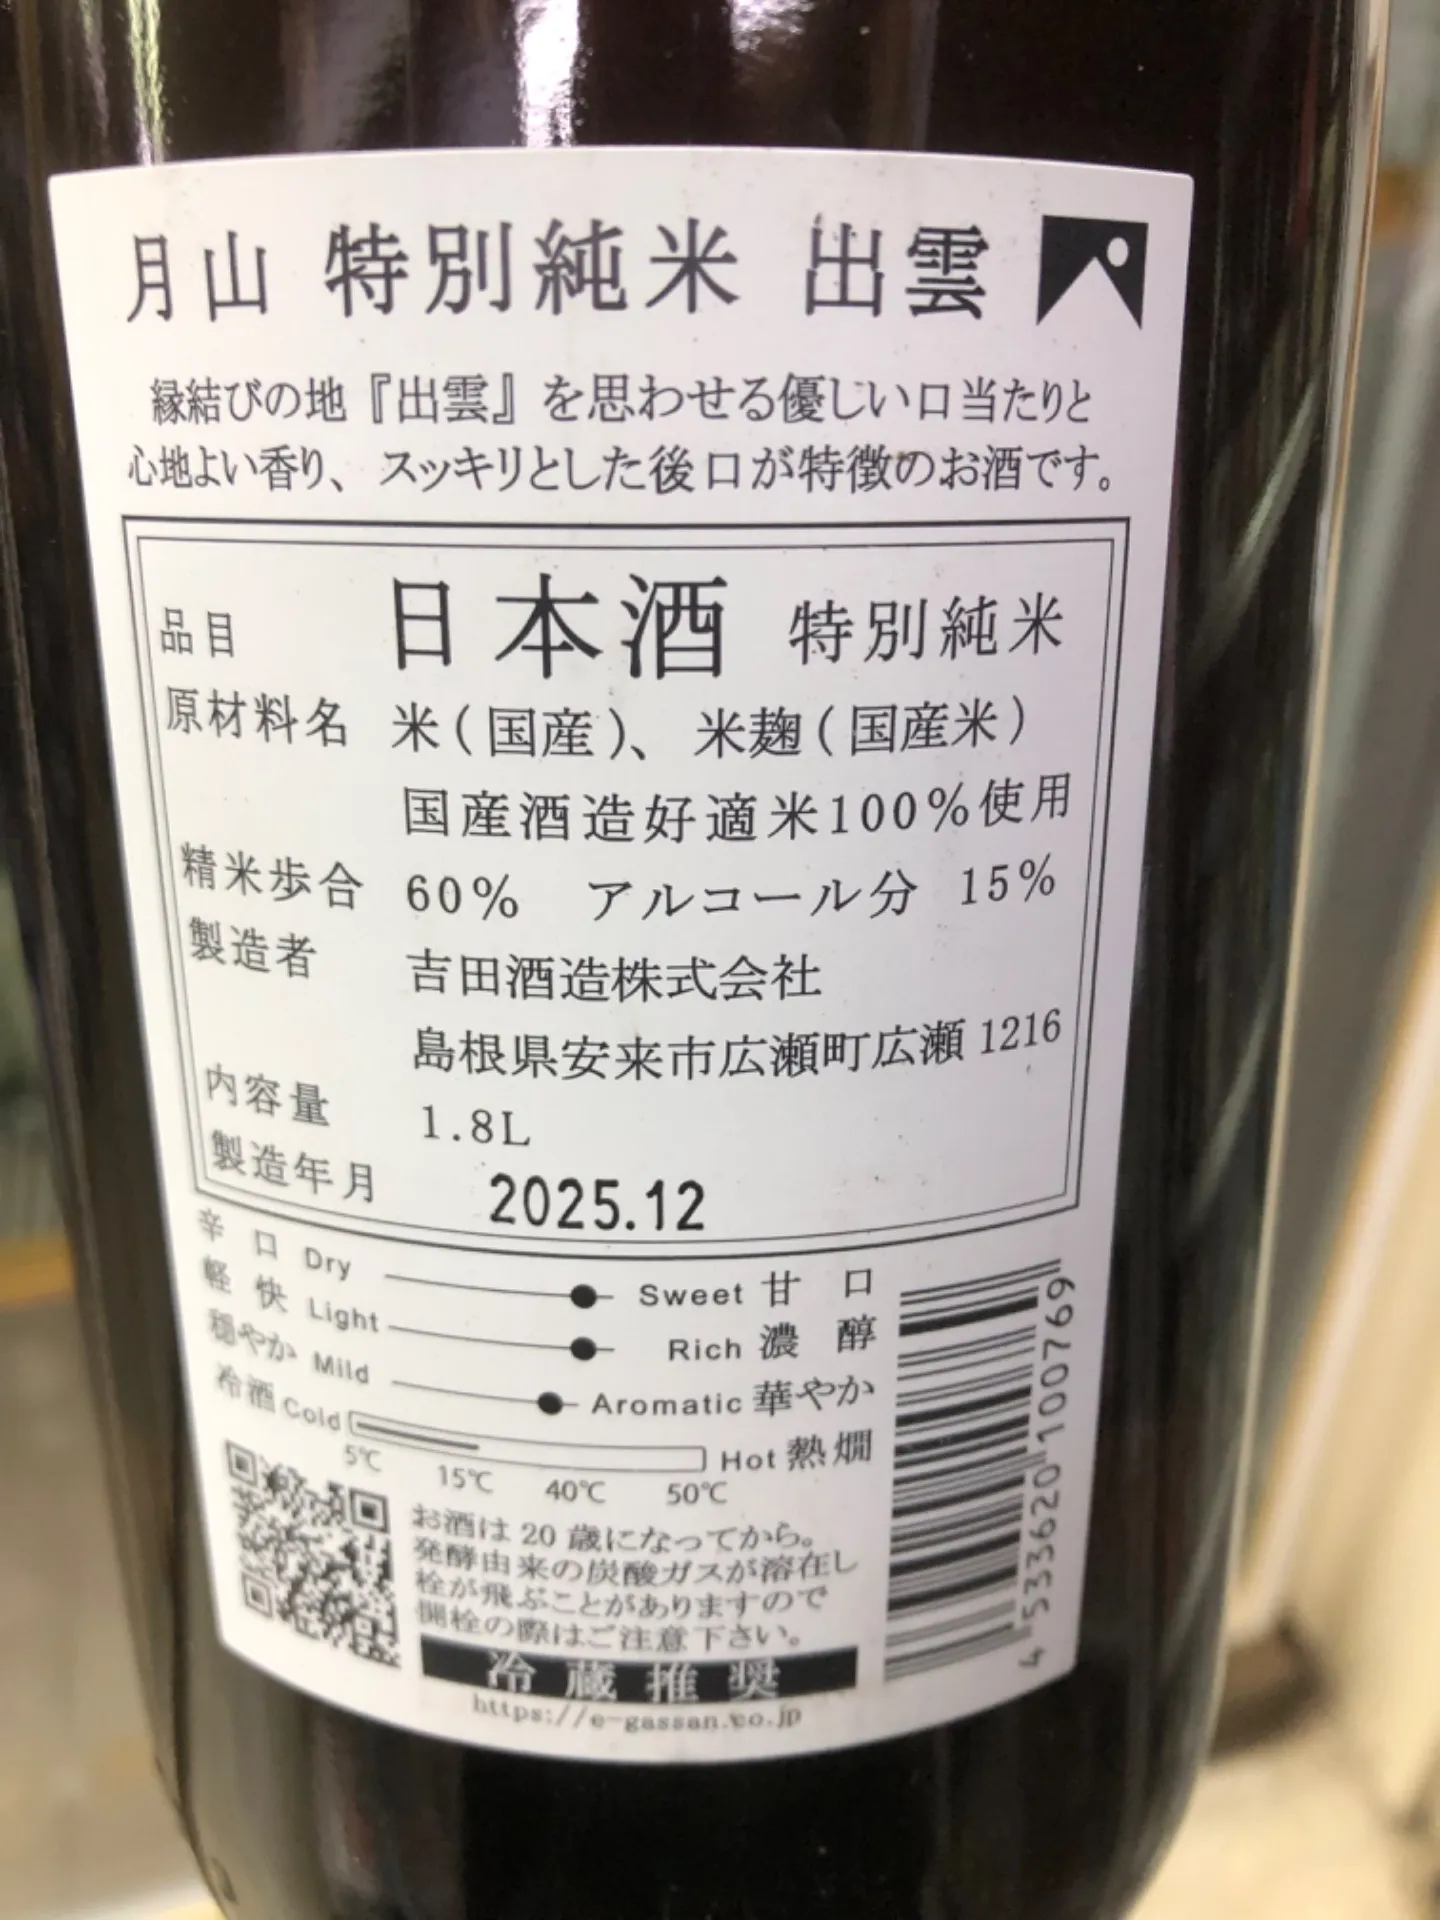 月山 特別純米 出雲
縁結びの地『出雲』を思わせる優しい口当たりと
心地よい香り、スッキリとした後口が特徴のお酒です。
品目 日本酒 特別純米
原材料名 米(国産)、米麹(国産米)
国産酒造好適米100%使用
精米歩合 60% アルコール分 15%
製造者 吉田酒造株式会社
島根県安来市広瀬町広瀬1216
内容量 1.8L
製造年月 2025.12
辛口 Dry Sweet 甘口
軽快 Light Rich 濃醇
穏やか Mild Aromatic 華やか
冷酒 Cold Hot 熱燗
5℃ 15℃ 40℃ 50℃
お酒は20歳になってから。
発酵由来の炭酸ガスが溶在し
栓が飛ぶことがありますので
開栓の際はご注意下さい。
冷蔵推奨
https://e-gassan.co.jp
4 533620 100769